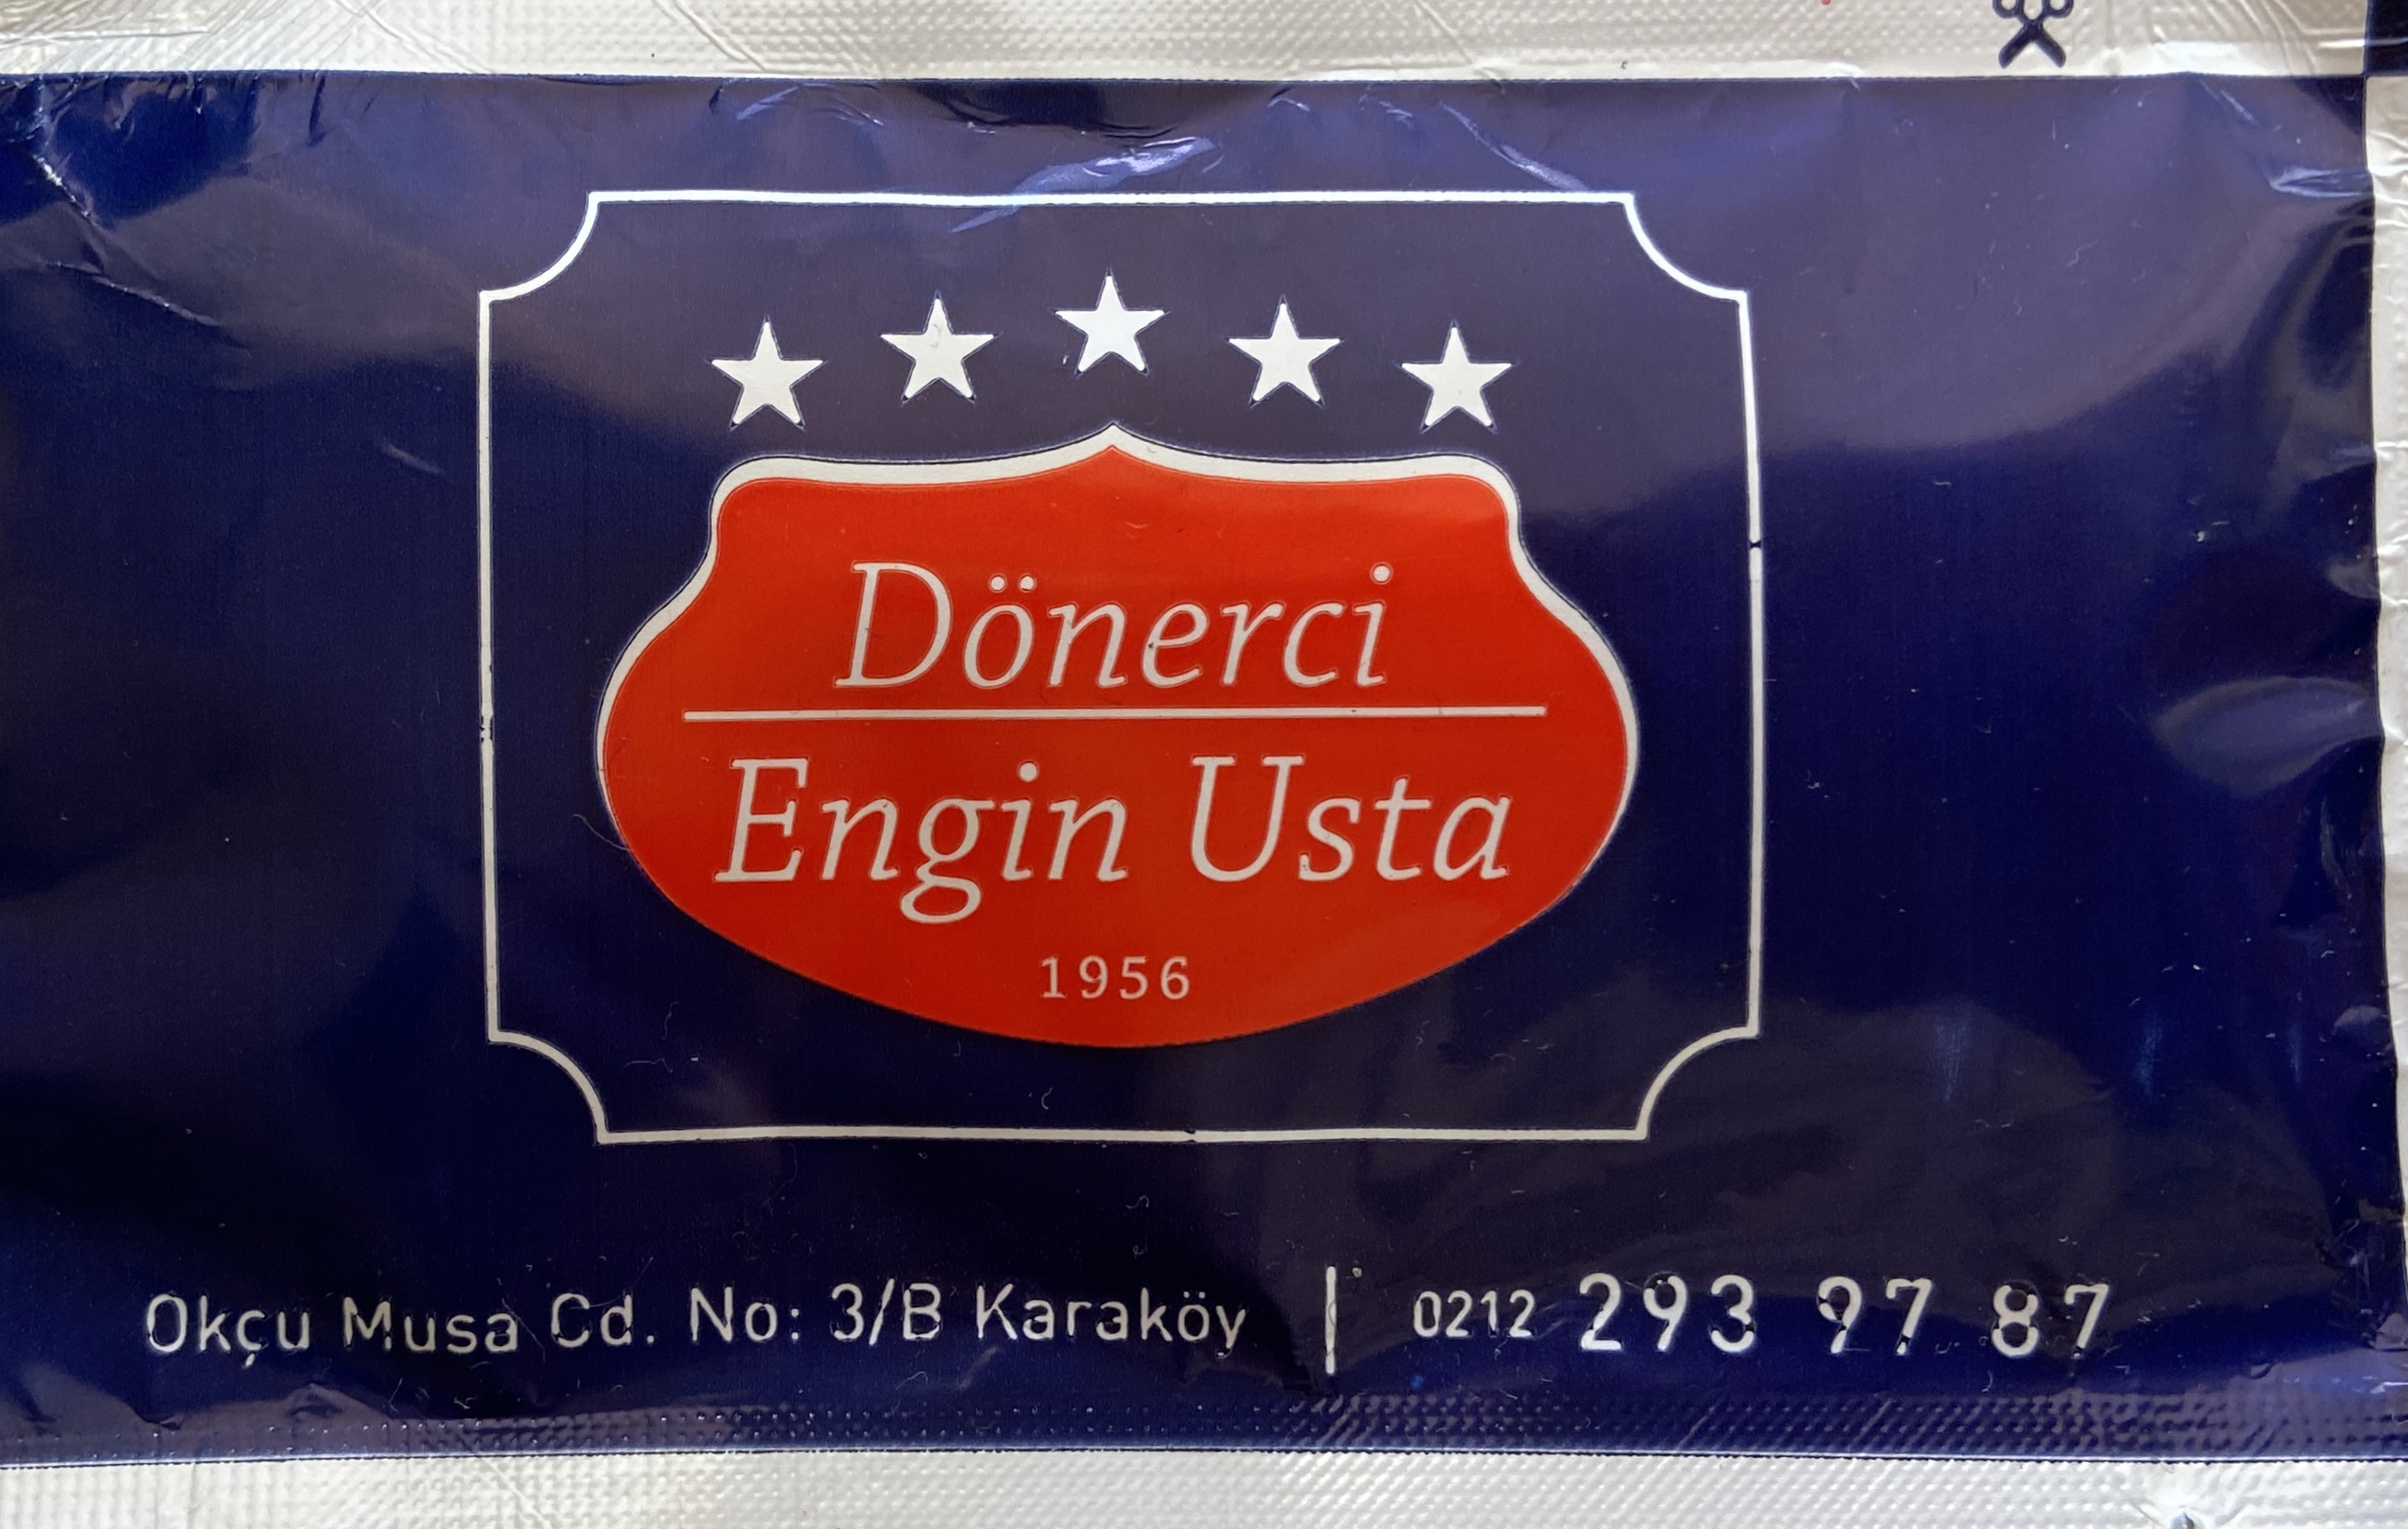 Dönerci
Engin Usta
1956
Okçu Musa Cd. No: 3/B Karaköy | 0212 293 97 87